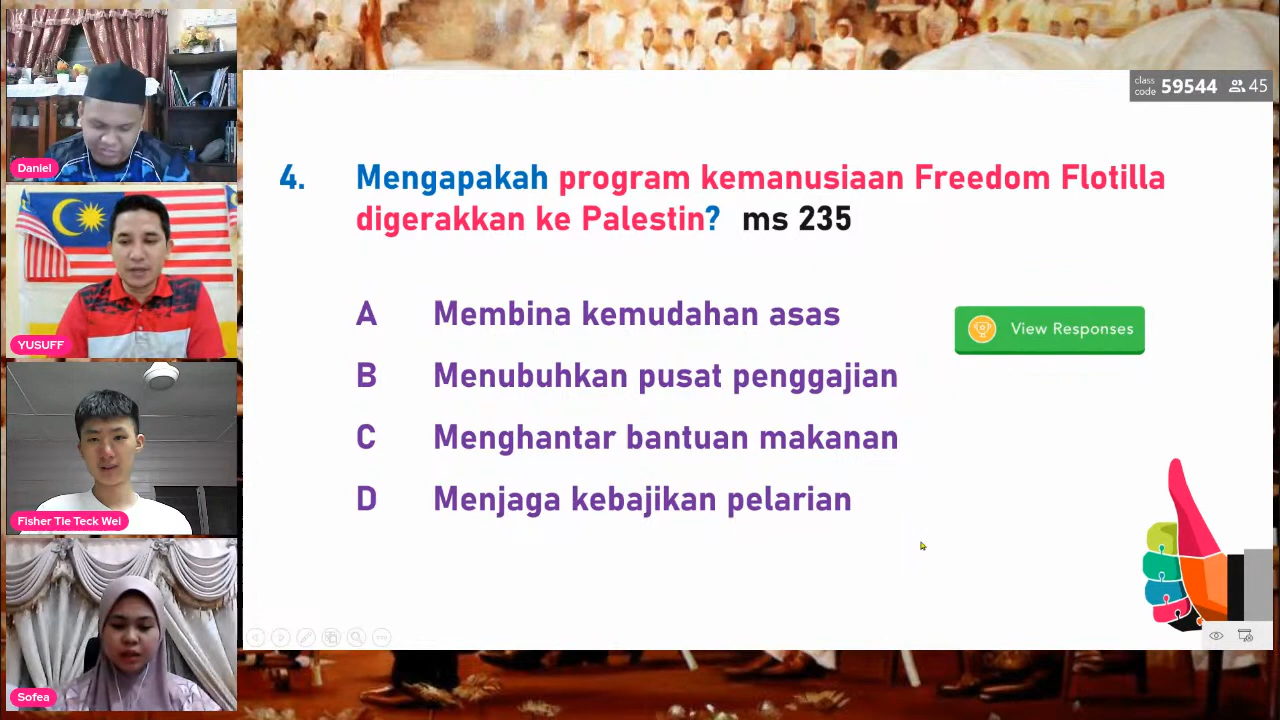 Daniel
YUSUFF
Fisher Tie Teck Wei
Sofea
class
code 59544 45
4. Mengapakah program kemanusiaan Freedom Flotilla
digerakkan ke Palestin? ms 235
A Membina kemudahan asas
B Menubuhkan pusat penggajian
C Menghantar bantuan makanan
D Menjaga kebajikan pelarian
View Responses